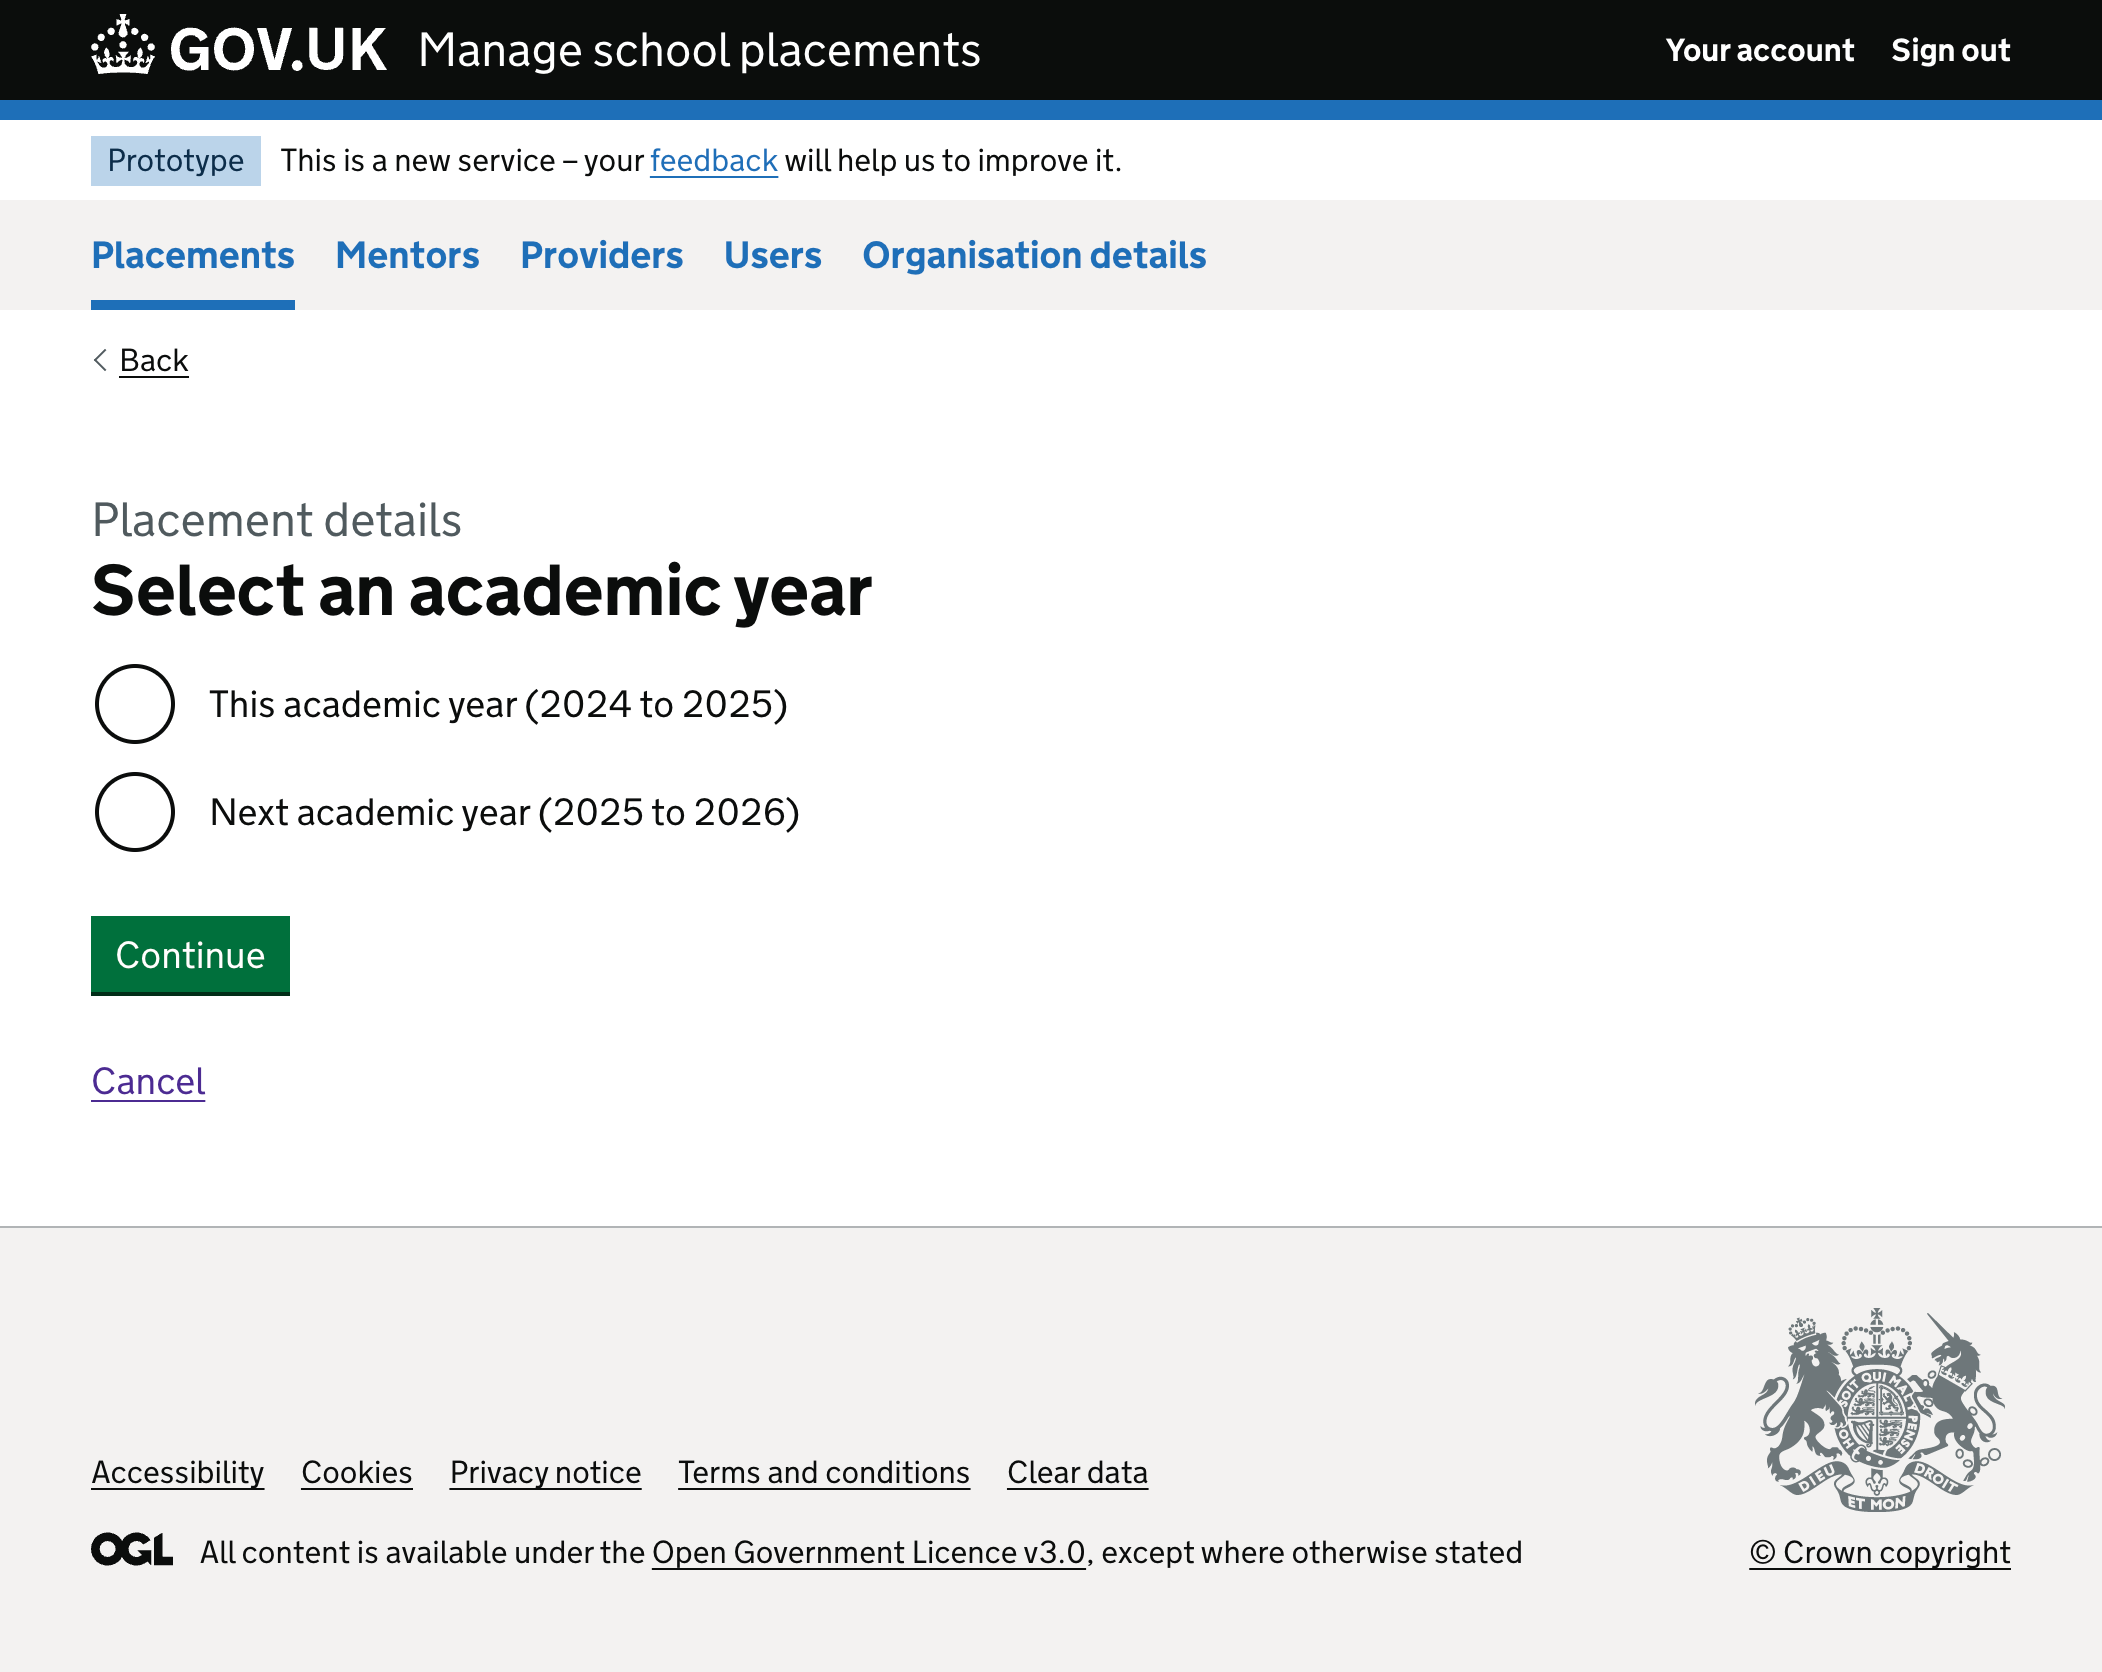 GOV.UK Manage school placements Your account Sign out
Prototype This is a new service – your feedback will help us to improve it.
Placements Mentors Providers Users Organisation details
Back
Placement details
Select an academic year
This academic year (2024 to 2025)
Next academic year (2025 to 2026)
Continue
Cancel
Accessibility Cookies Privacy notice Terms and conditions Clear data
OGL All content is available under the Open Government Licence v3.0, except where otherwise stated
SOIT QUI MAL Y PENSE
DIEU ET MON DROIT
© Crown copyright